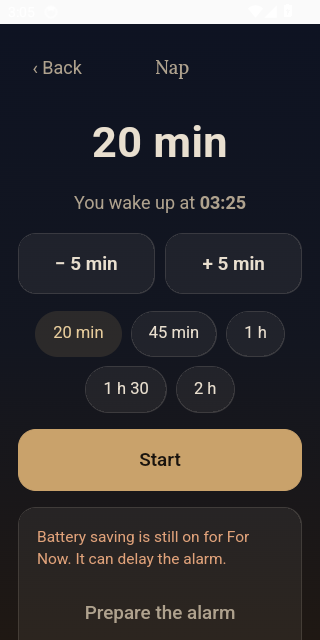 ‹ Back
Nap
20 min
You wake up at 03:25
− 5 min
+ 5 min
20 min
45 min
1 h
1 h 30
2 h
Start
Battery saving is still on for For
Now. It can delay the alarm.
Prepare the alarm